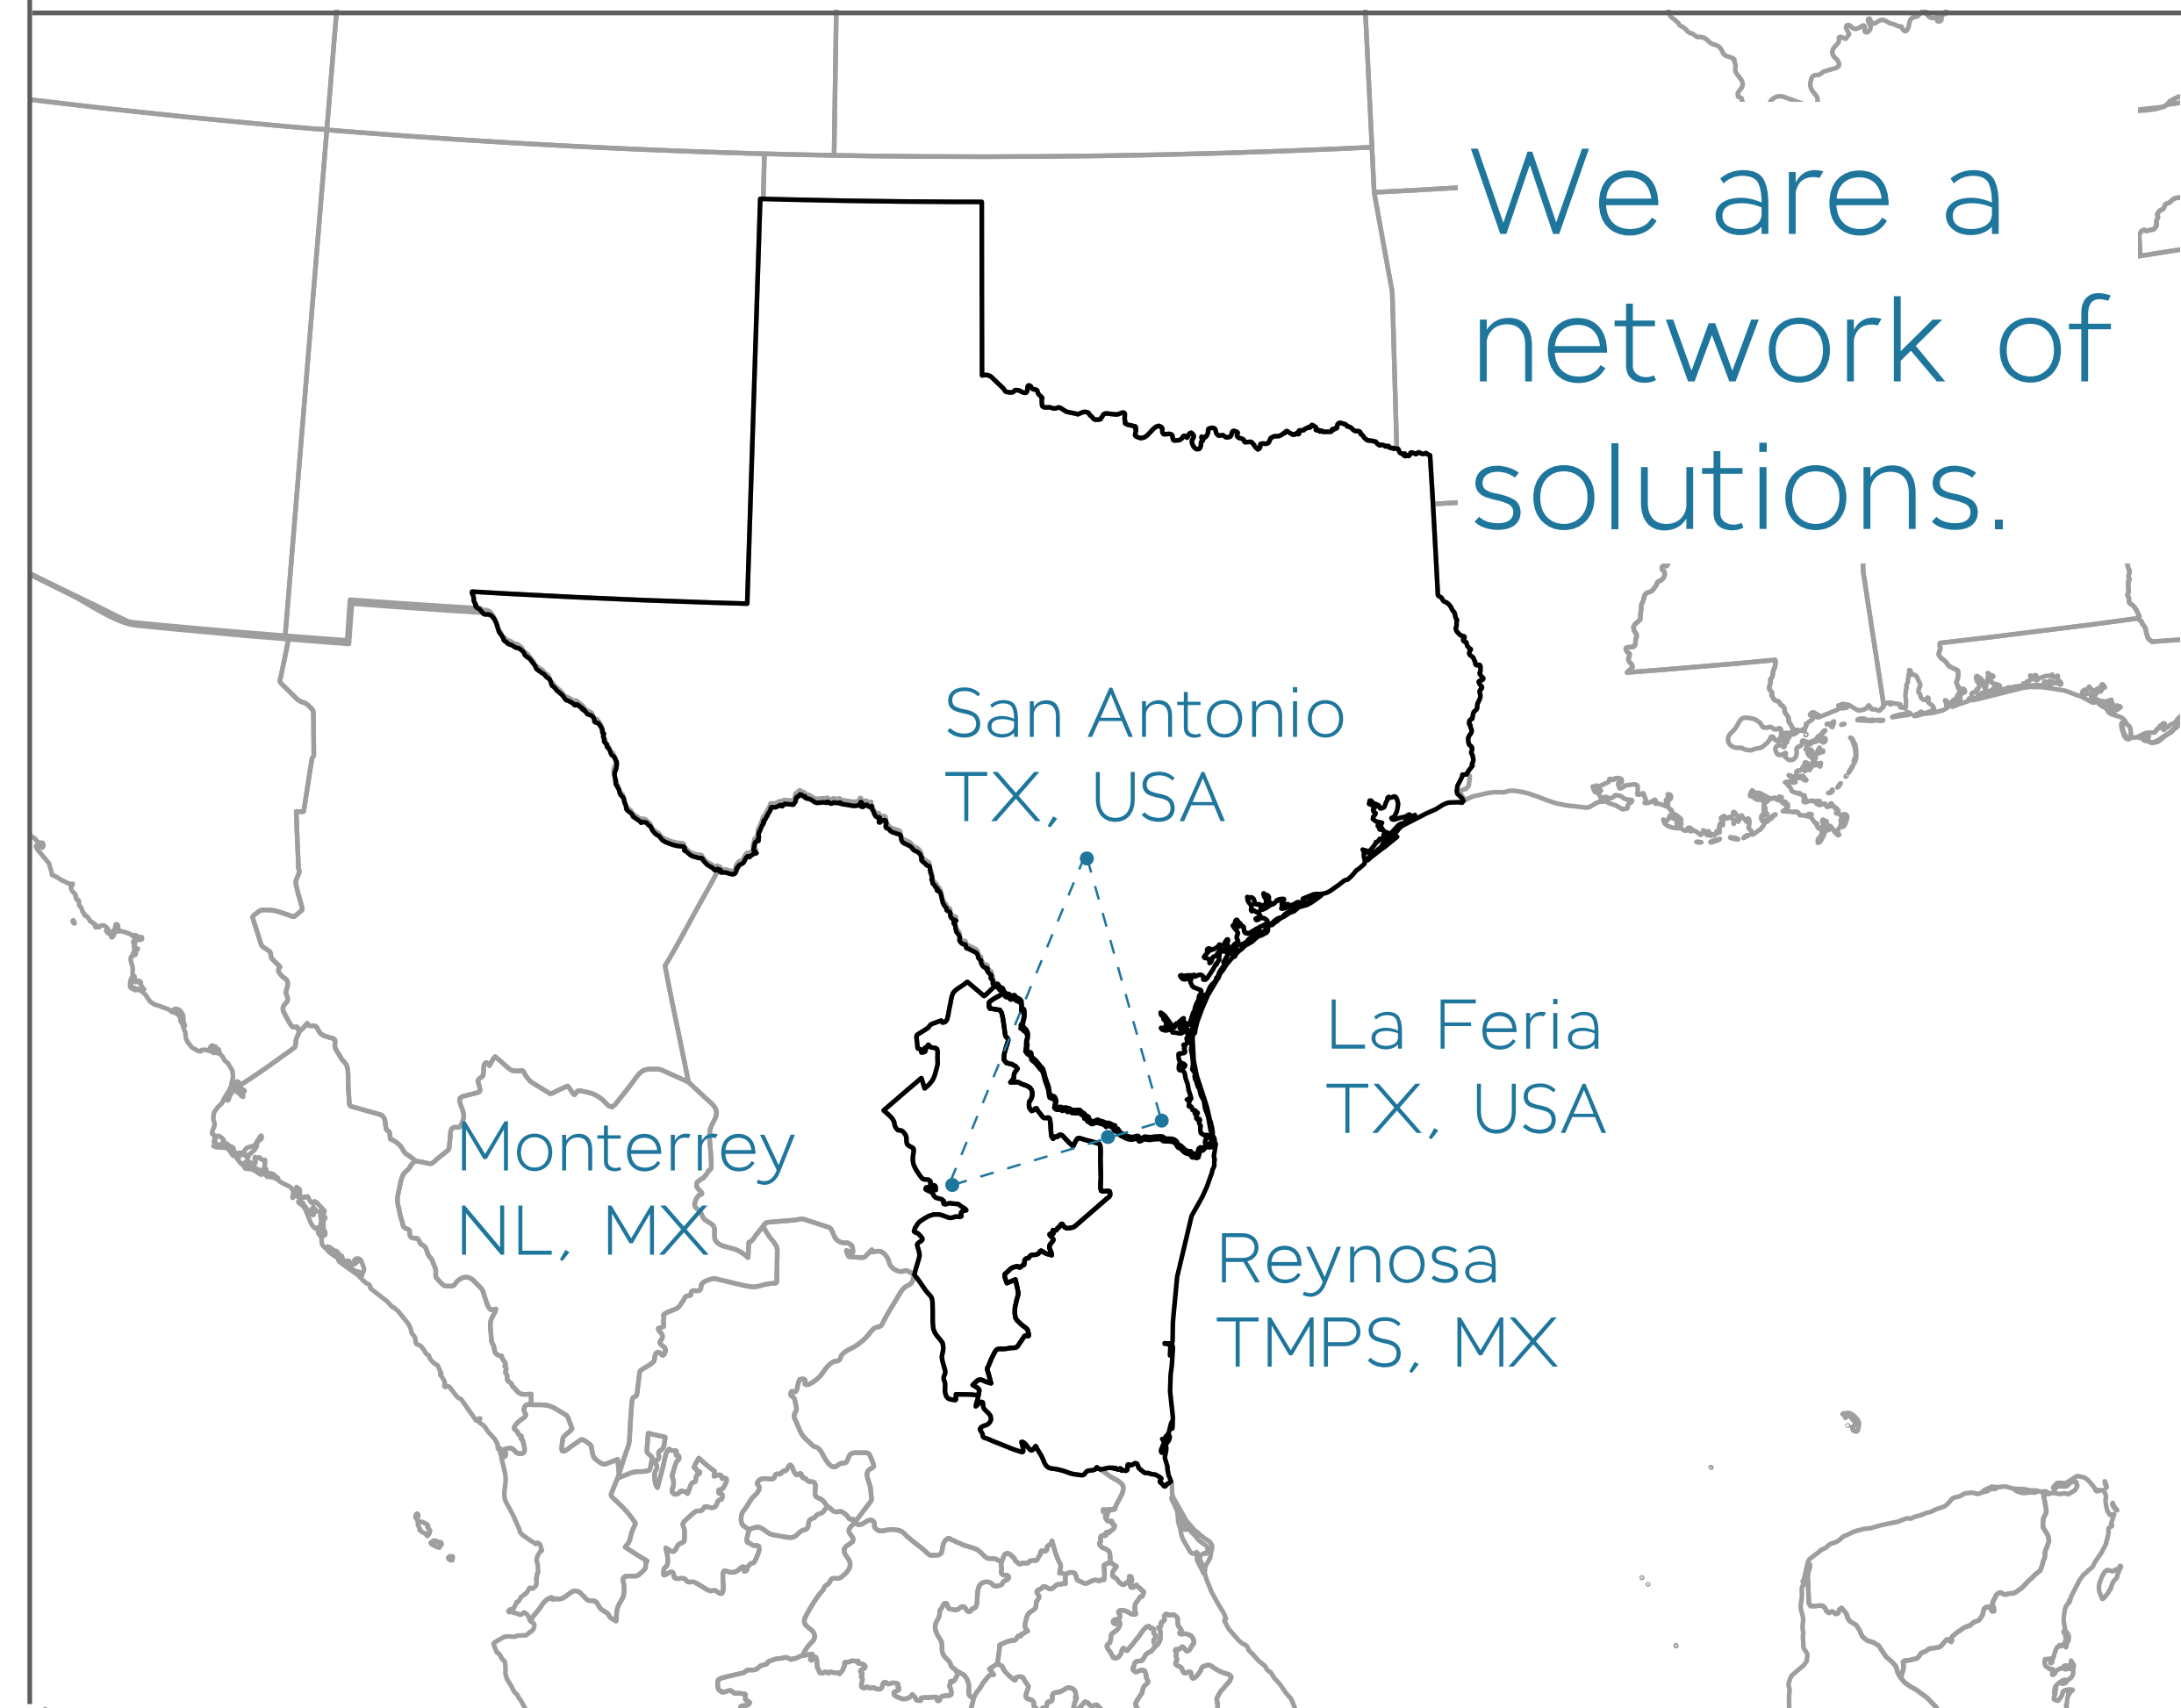 We are a
network of
solutions.
San Antonio
TX, USA
La Feria
TX, USA
Monterrey
NL, MX
Reynosa
TMPS, MX